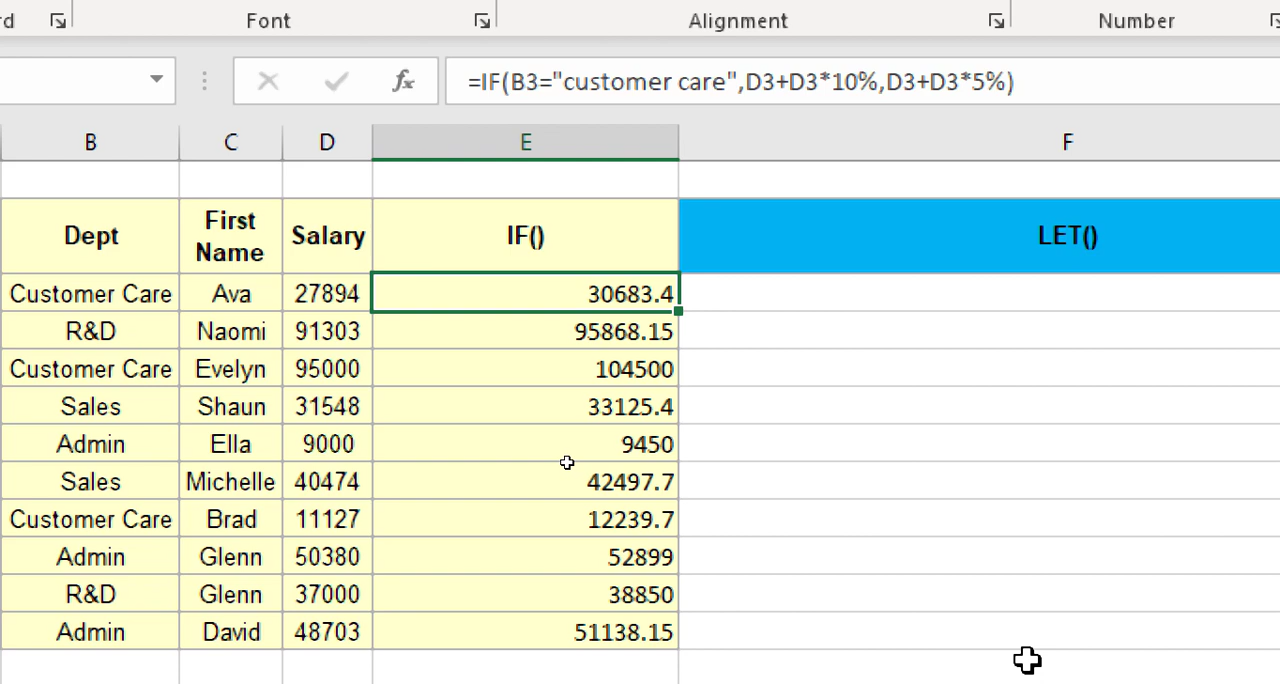 rd Font Alignment Number
fx =IF(B3="customer care",D3+D3*10%,D3+D3*5%)
B C D E F
Dept First Name Salary IF() LET()
Customer Care Ava 27894 30683.4
R&D Naomi 91303 95868.15
Customer Care Evelyn 95000 104500
Sales Shaun 31548 33125.4
Admin Ella 9000 9450
Sales Michelle 40474 42497.7
Customer Care Brad 11127 12239.7
Admin Glenn 50380 52899
R&D Glenn 37000 38850
Admin David 48703 51138.15